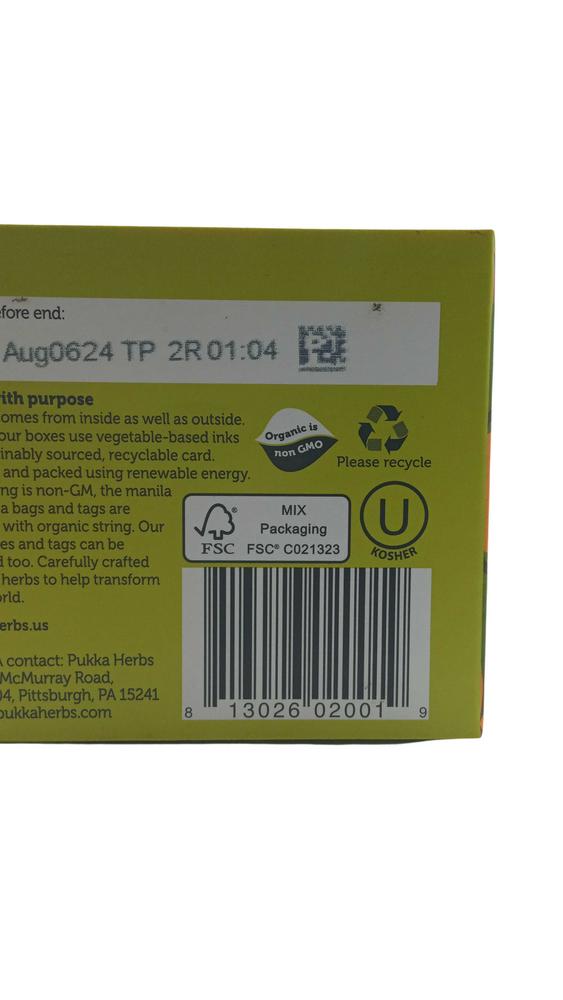 efore end:
Aug0624 TP 2R 01:04
ith purpose
omes from inside as well as outside.
our boxes use vegetable-based inks
inably sourced, recyclable card.
and packed using renewable energy.
ng is non-GM, the manila
a bags and tags are
with organic string. Our
es and tags can be
d too. Carefully crafted
herbs to help transform
rld.
erbs.us
A contact: Pukka Herbs
McMurray Road,
04, Pittsburgh, PA 15241
pukkaherbs.com
Organic is
non GMO
Please recycle
FSC®
MIX
Packaging
FSC® C021323
U
KOSHER
8 13026 02001 9